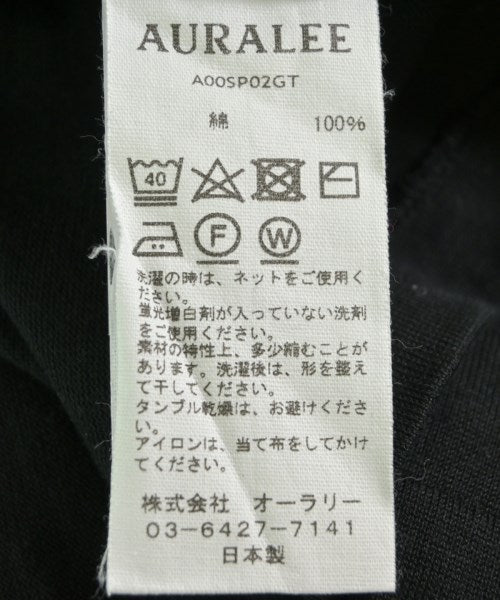 AURALEE
A00SP02GT
綿 100%
40
F W
洗濯の時は、ネットをご使用く
ださい。
蛍光増白剤が入っていない洗剤
をご使用ください。
素材の特性上、多少縮むことが
あります。洗濯後は、形を整え
て干してください。
タンブル乾燥は、お避けくださ
い。
アイロンは、当て布をしてかけ
てください。
株式会社 オーラリー
03-6427-7141
日本製